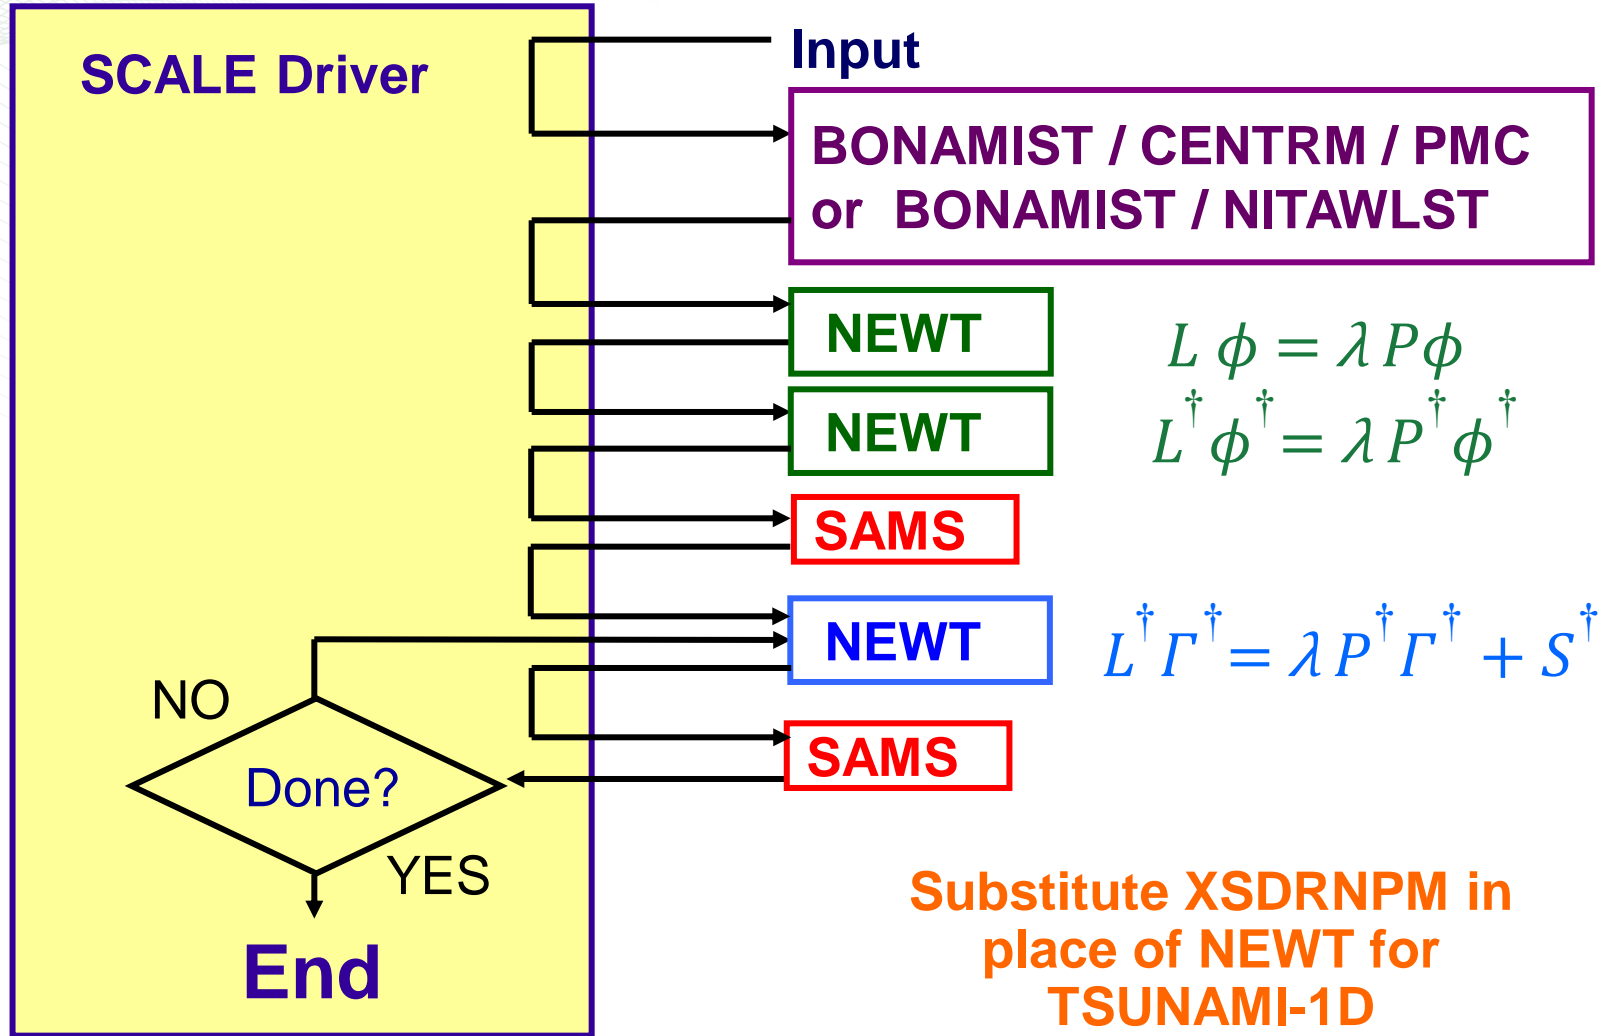 SCALE Driver
Input
BONAMIST / CENTRM / PMC
or BONAMIST / NITAWLST
NEWT
L ϕ = λ Pϕ
NEWT
L† ϕ† = λ P† ϕ†
SAMS
NEWT
L† Γ† = λ P† Γ† + S†
NO
SAMS
Done?
YES
End
Substitute XSDRNPM in
place of NEWT for
TSUNAMI-1D